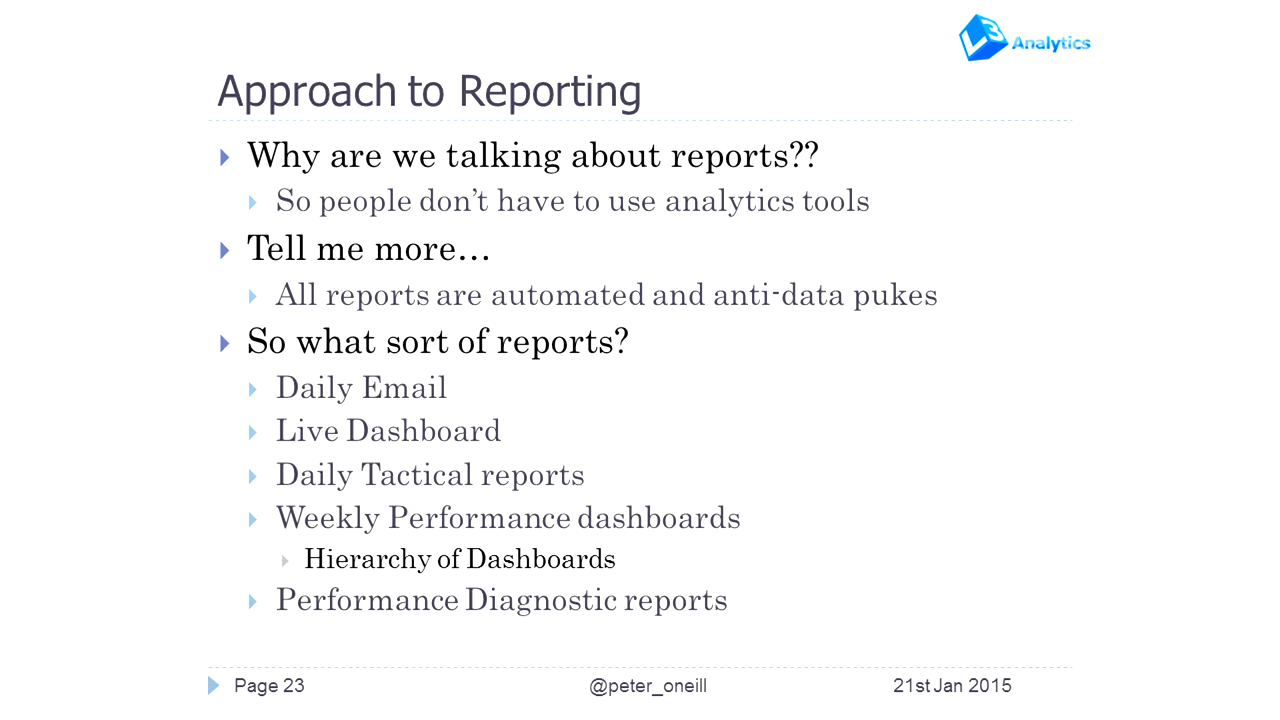 L3 Analytics
Approach to Reporting
Why are we talking about reports??
So people don’t have to use analytics tools
Tell me more…
All reports are automated and anti-data pukes
So what sort of reports?
Daily Email
Live Dashboard
Daily Tactical reports
Weekly Performance dashboards
Hierarchy of Dashboards
Performance Diagnostic reports
Page 23 @peter_oneill 21st Jan 2015